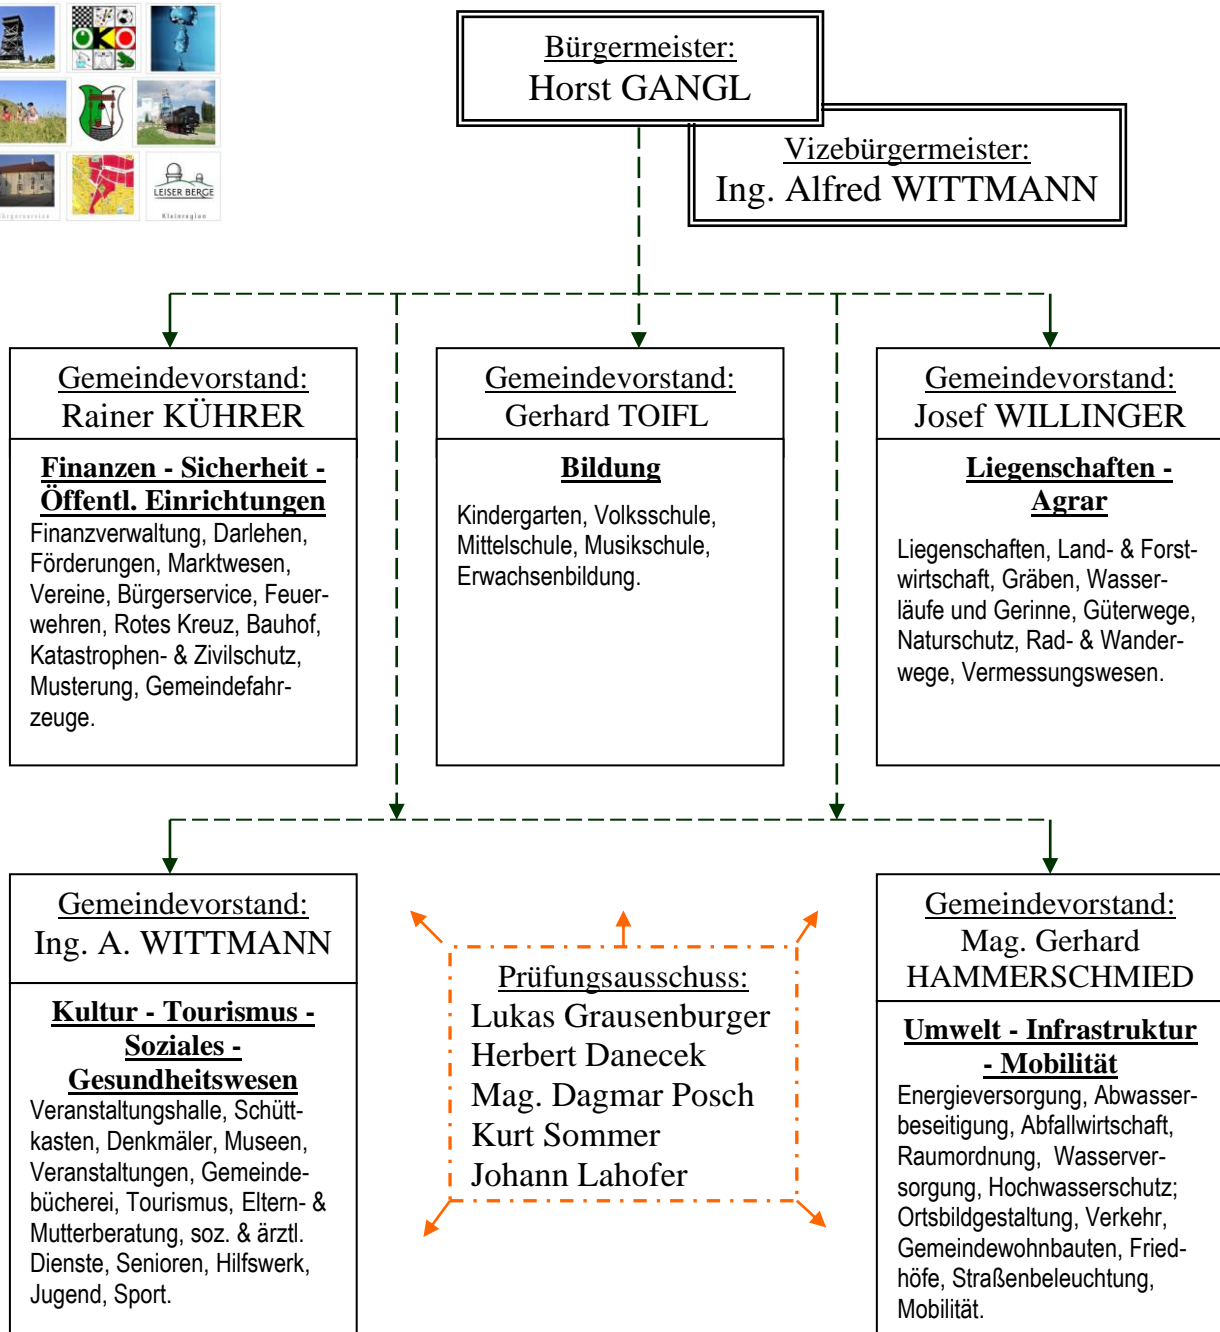 ÖKO
LEISER BERGE
Bürgerservice
Kleinregion
Bürgermeister:
Horst GANGL
Vizebürgermeister:
Ing. Alfred WITTMANN
Gemeindevorstand:
Rainer KÜHRER
Finanzen - Sicherheit -
Öffentl. Einrichtungen
Finanzverwaltung, Darlehen,
Förderungen, Marktwesen,
Vereine, Bürgerservice, Feuer-
wehren, Rotes Kreuz, Bauhof,
Katastrophen- & Zivilschutz,
Musterung, Gemeindefahr-
zeuge.
Gemeindevorstand:
Gerhard TOIFL
Bildung
Kindergarten, Volksschule,
Mittelschule, Musikschule,
Erwachsenbildung.
Gemeindevorstand:
Josef WILLINGER
Liegenschaften -
Agrar
Liegenschaften, Land- & Forst-
wirtschaft, Gräben, Wasser-
läufe und Gerinne, Güterwege,
Naturschutz, Rad- & Wander-
wege, Vermessungswesen.
Gemeindevorstand:
Ing. A. WITTMANN
Kultur - Tourismus -
Soziales -
Gesundheitswesen
Veranstaltungshalle, Schütt-
kasten, Denkmäler, Museen,
Veranstaltungen, Gemeinde-
bücherei, Tourismus, Eltern- &
Mutterberatung, soz. & ärztl.
Dienste, Senioren, Hilfswerk,
Jugend, Sport.
Prüfungsausschuss:
Lukas Grausenburger
Herbert Danecek
Mag. Dagmar Posch
Kurt Sommer
Johann Lahofer
Gemeindevorstand:
Mag. Gerhard
HAMMERSCHMIED
Umwelt - Infrastruktur
- Mobilität
Energieversorgung, Abwasser-
beseitigung, Abfallwirtschaft,
Raumordnung, Wasserver-
sorgung, Hochwasserschutz;
Ortsbildgestaltung, Verkehr,
Gemeindewohnbauten, Fried-
höfe, Straßenbeleuchtung,
Mobilität.